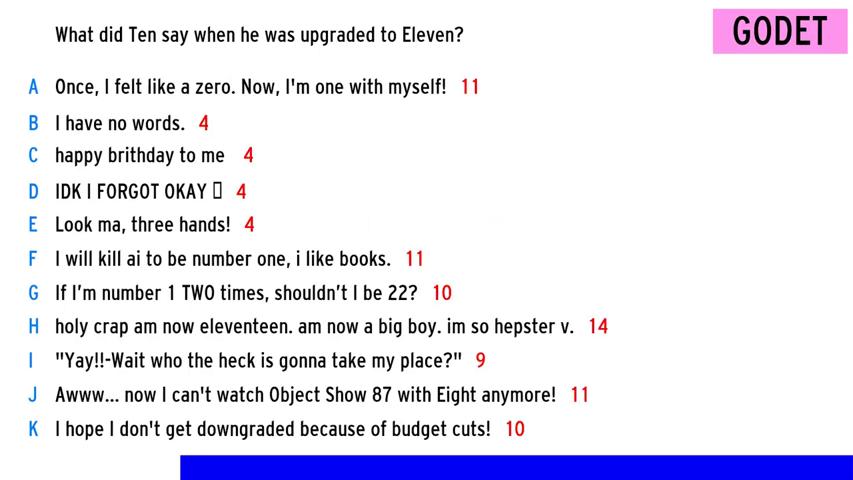 What did Ten say when he was upgraded to Eleven?
GODET
A Once, I felt like a zero. Now, I'm one with myself! 11
B I have no words. 4
C happy brithday to me 4
D IDK I FORGOT OKAY ▯ 4
E Look ma, three hands! 4
F I will kill ai to be number one, i like books. 11
G If I’m number 1 TWO times, shouldn’t I be 22? 10
H holy crap am now eleventeen. am now a big boy. im so hepster v. 14
I "Yay!!-Wait who the heck is gonna take my place?" 9
J Awww... now I can't watch Object Show 87 with Eight anymore! 11
K I hope I don't get downgraded because of budget cuts! 10